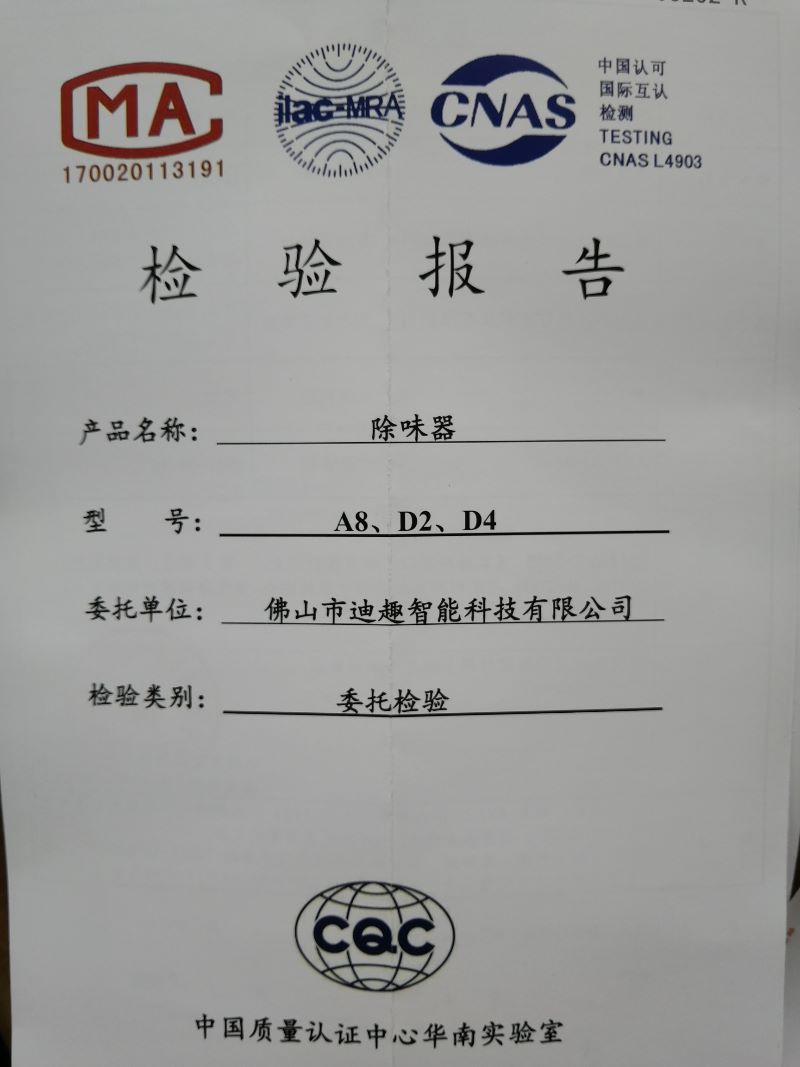 CMA
170020113191
ilac-MRA
CNAS
中国认可
国际互认
检测
TESTING
CNAS L4903
检验报告
产品名称： 除味器
型 号： A8、D2、D4
委托单位： 佛山市迪趣智能科技有限公司
检验类别： 委托检验
CQC
中国质量认证中心华南实验室